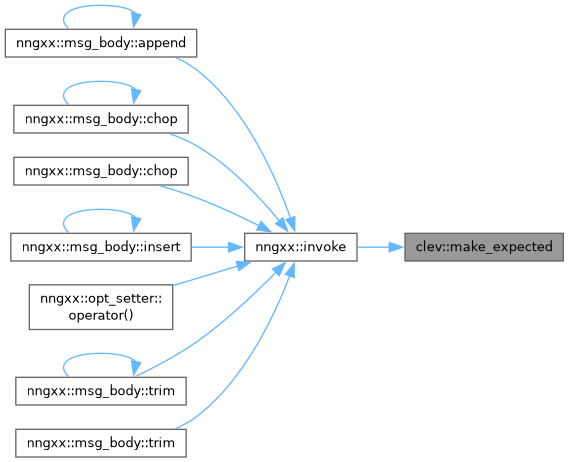 nngxx::msg_body::append
nngxx::msg_body::chop
nngxx::msg_body::chop
nngxx::msg_body::insert
nngxx::invoke
clev::make_expected
nngxx::opt_setter::
operator()
nngxx::msg_body::trim
nngxx::msg_body::trim